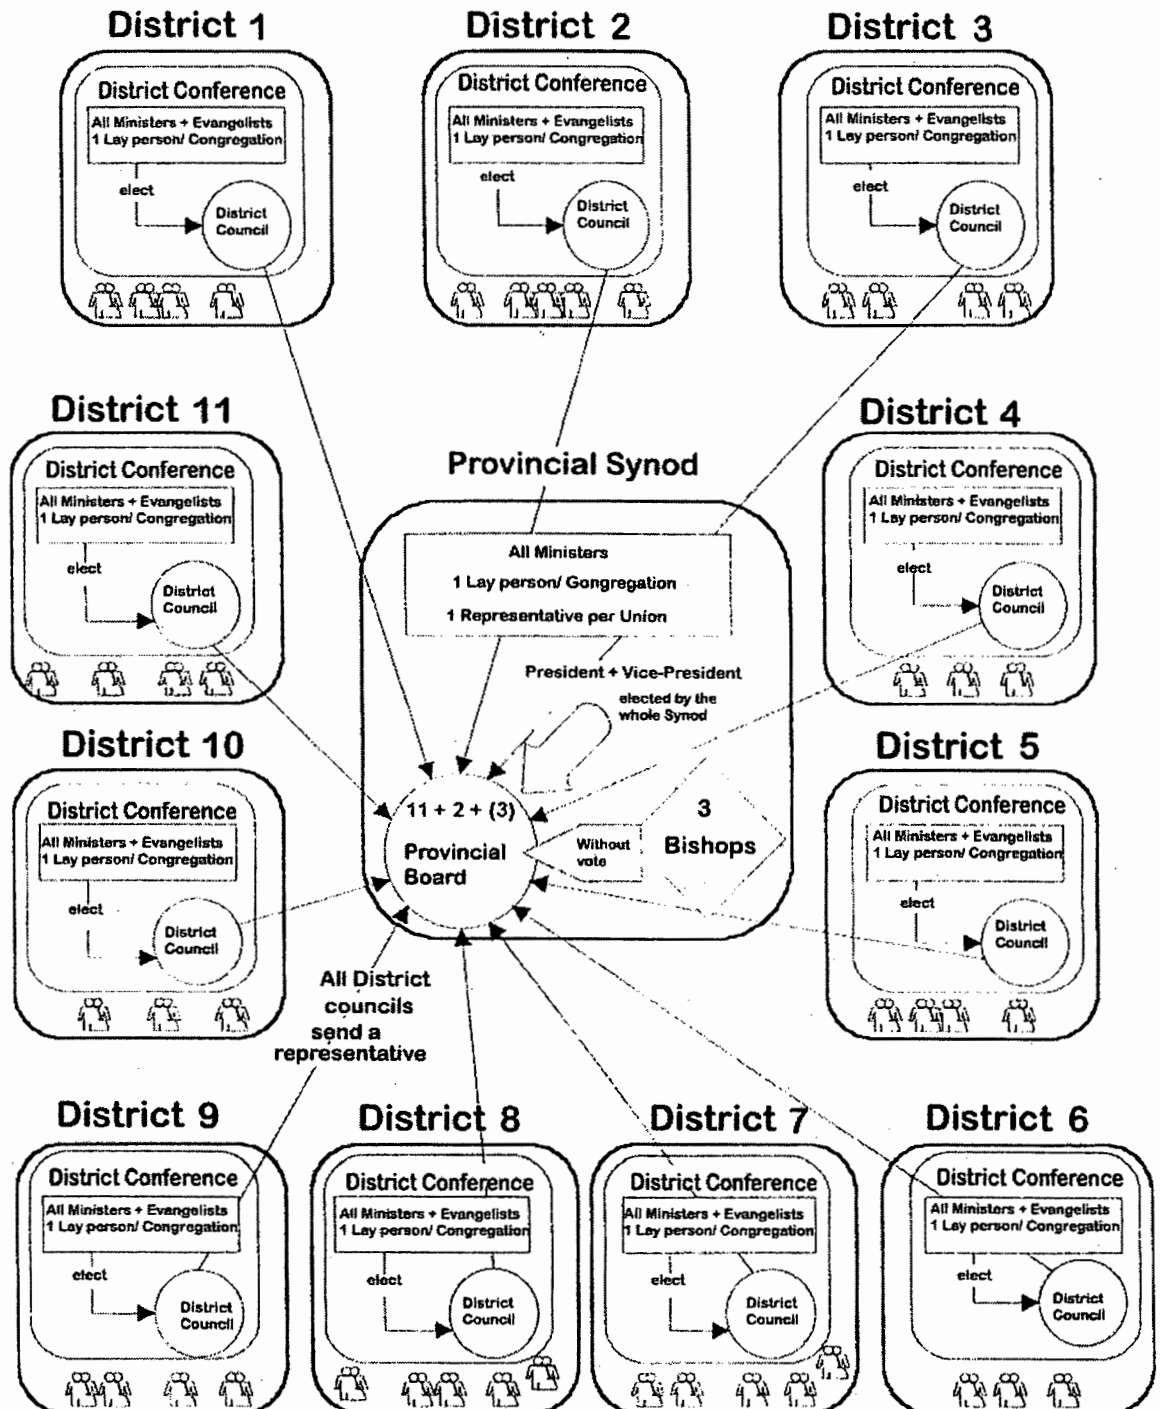 District 1
District Conference
All Ministers + Evangelists
1 Lay person/ Congregation
elect
District
Council
District 2
District Conference
All Ministers + Evangelists
1 Lay person/ Congregation
elect
District
Council
District 3
District Conference
All Ministers + Evangelists
1 Lay person/ Congregation
elect
District
Council
District 11
District Conference
All Ministers + Evangelists
1 Lay person/ Congregation
elect
District
Council
Provincial Synod
All Ministers
1 Lay person/ Gongregation
1 Representative per Union
President + Vice-President
elected by the
whole Synod
11 + 2 + (3)
Provincial
Board
Without
vote
3
Bishops
District 4
District Conference
All Ministers + Evangelists
1 Lay person/ Congregation
elect
District
Council
District 10
District Conference
All Ministers + Evangelists
1 Lay person/ Congregation
elect
District
Council
District 5
District Conference
All Ministers + Evangelists
1 Lay person/ Congregation
elect
District
Council
All District
councils
send a
representative
District 9
District Conference
All Ministers + Evangelists
1 Lay person/ Congregation
elect
District
Council
District 8
District Conference
All Ministers + Evangelists
1 Lay person/ Congregation
elect
District
Council
District 7
District Conference
All Ministers + Evangelists
1 Lay person/ Congregation
elect
District
Council
District 6
District Conference
All Ministers + Evangelists
1 Lay person/ Congregation
elect
District
Council